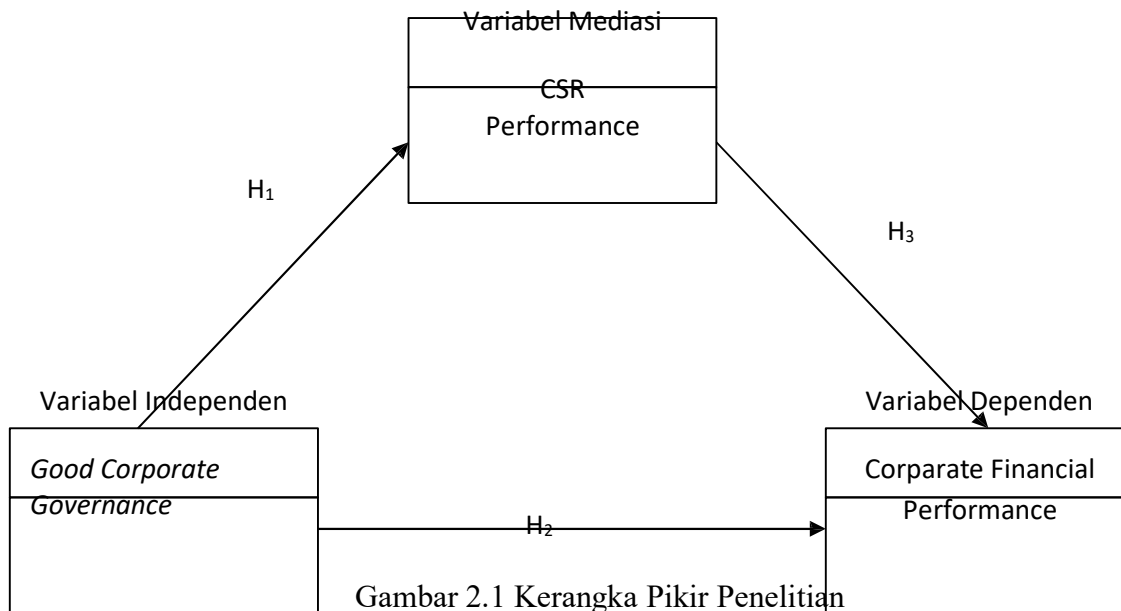 Variabel Mediasi
CSR
Performance
H₁
H₃
Variabel Independen
Variabel Dependen
Good Corporate
Governance
Corparate Financial
Performance
H₂
Gambar 2.1 Kerangka Pikir Penelitian